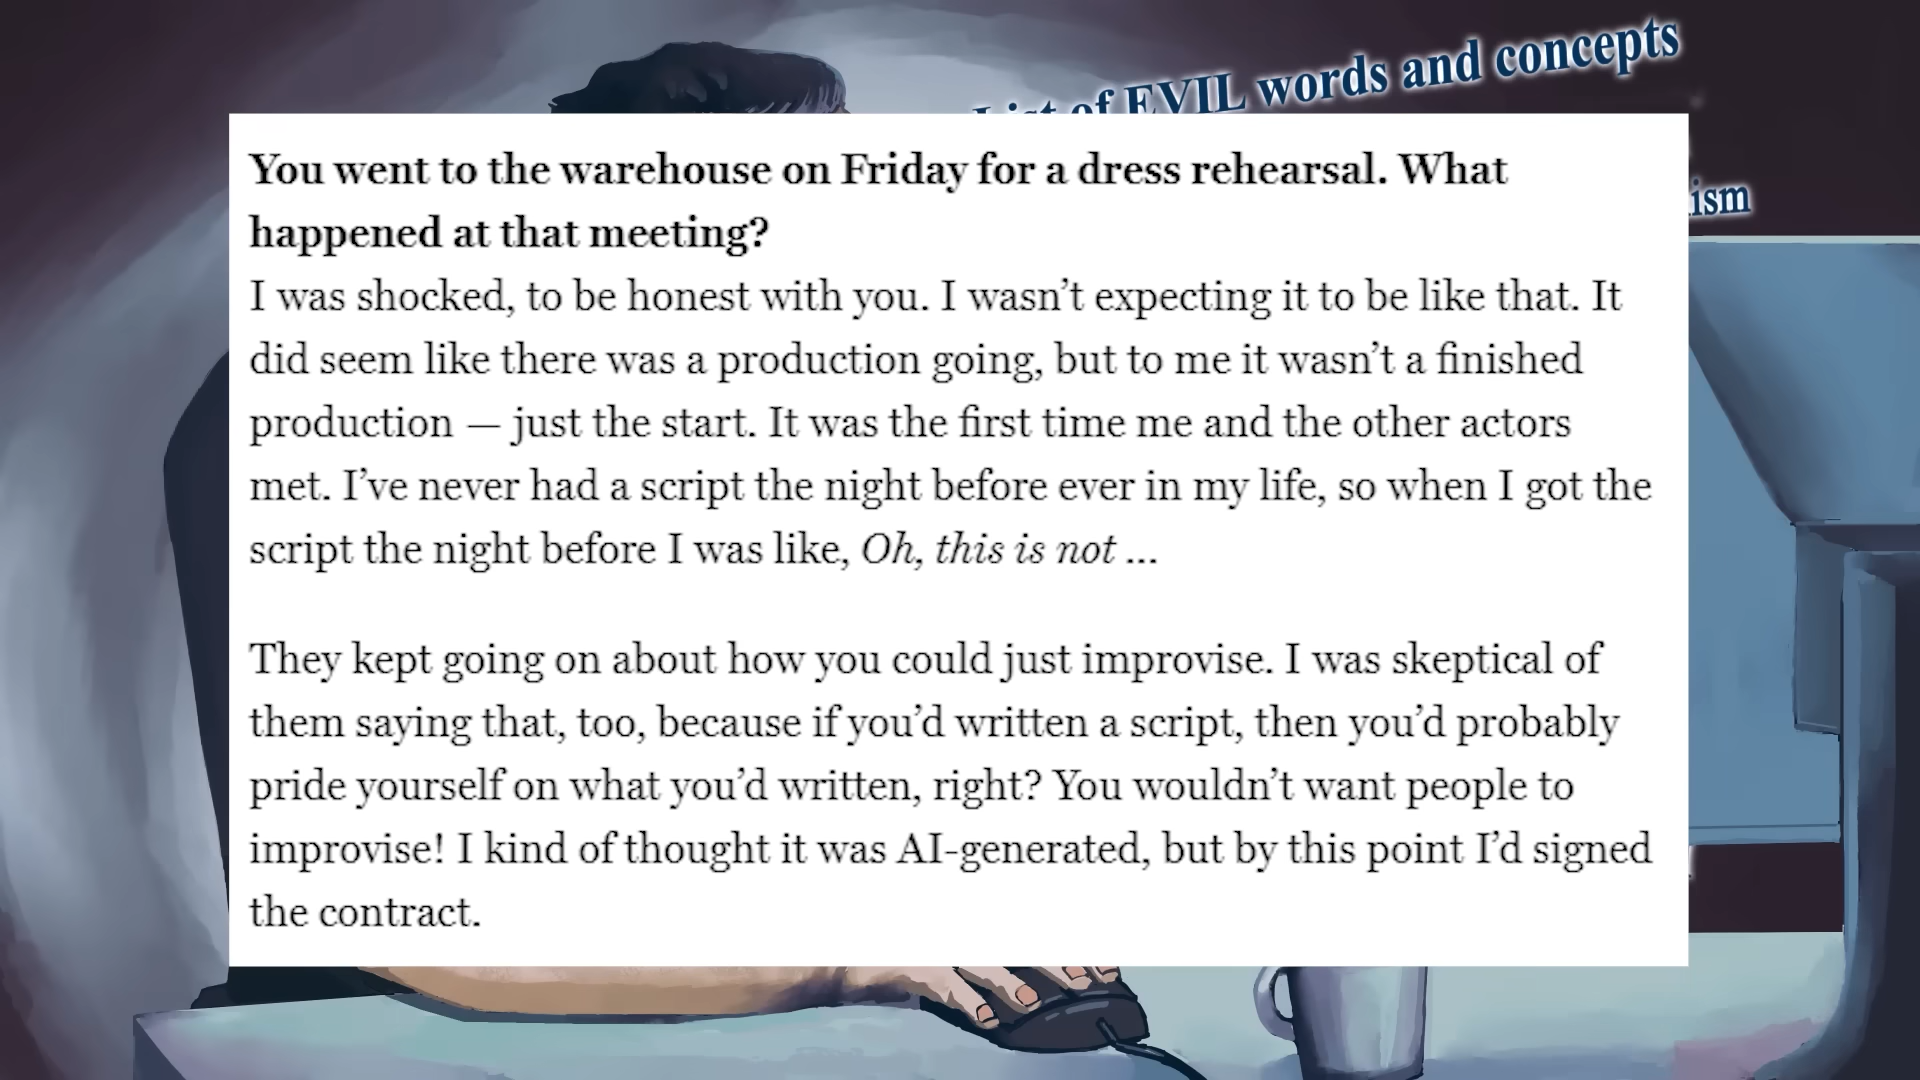 List of EVIL words and concepts
ism
You went to the warehouse on Friday for a dress rehearsal. What
happened at that meeting?
I was shocked, to be honest with you. I wasn’t expecting it to be like that. It
did seem like there was a production going, but to me it wasn’t a finished
production — just the start. It was the first time me and the other actors
met. I’ve never had a script the night before ever in my life, so when I got the
script the night before I was like, Oh, this is not ...
They kept going on about how you could just improvise. I was skeptical of
them saying that, too, because if you’d written a script, then you’d probably
pride yourself on what you’d written, right? You wouldn’t want people to
improvise! I kind of thought it was AI-generated, but by this point I’d signed
the contract.